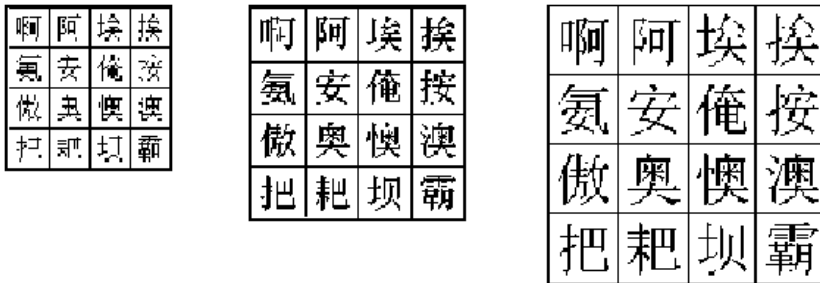 啊 阿 埃 挨
氨 安 俺 按
傲 奥 懊 澳
把 耙 坝 霸
啊 阿 埃 挨
氨 安 俺 按
傲 奥 懊 澳
把 耙 坝 霸
啊 阿 埃 挨
氨 安 俺 按
傲 奥 懊 澳
把 耙 坝 霸